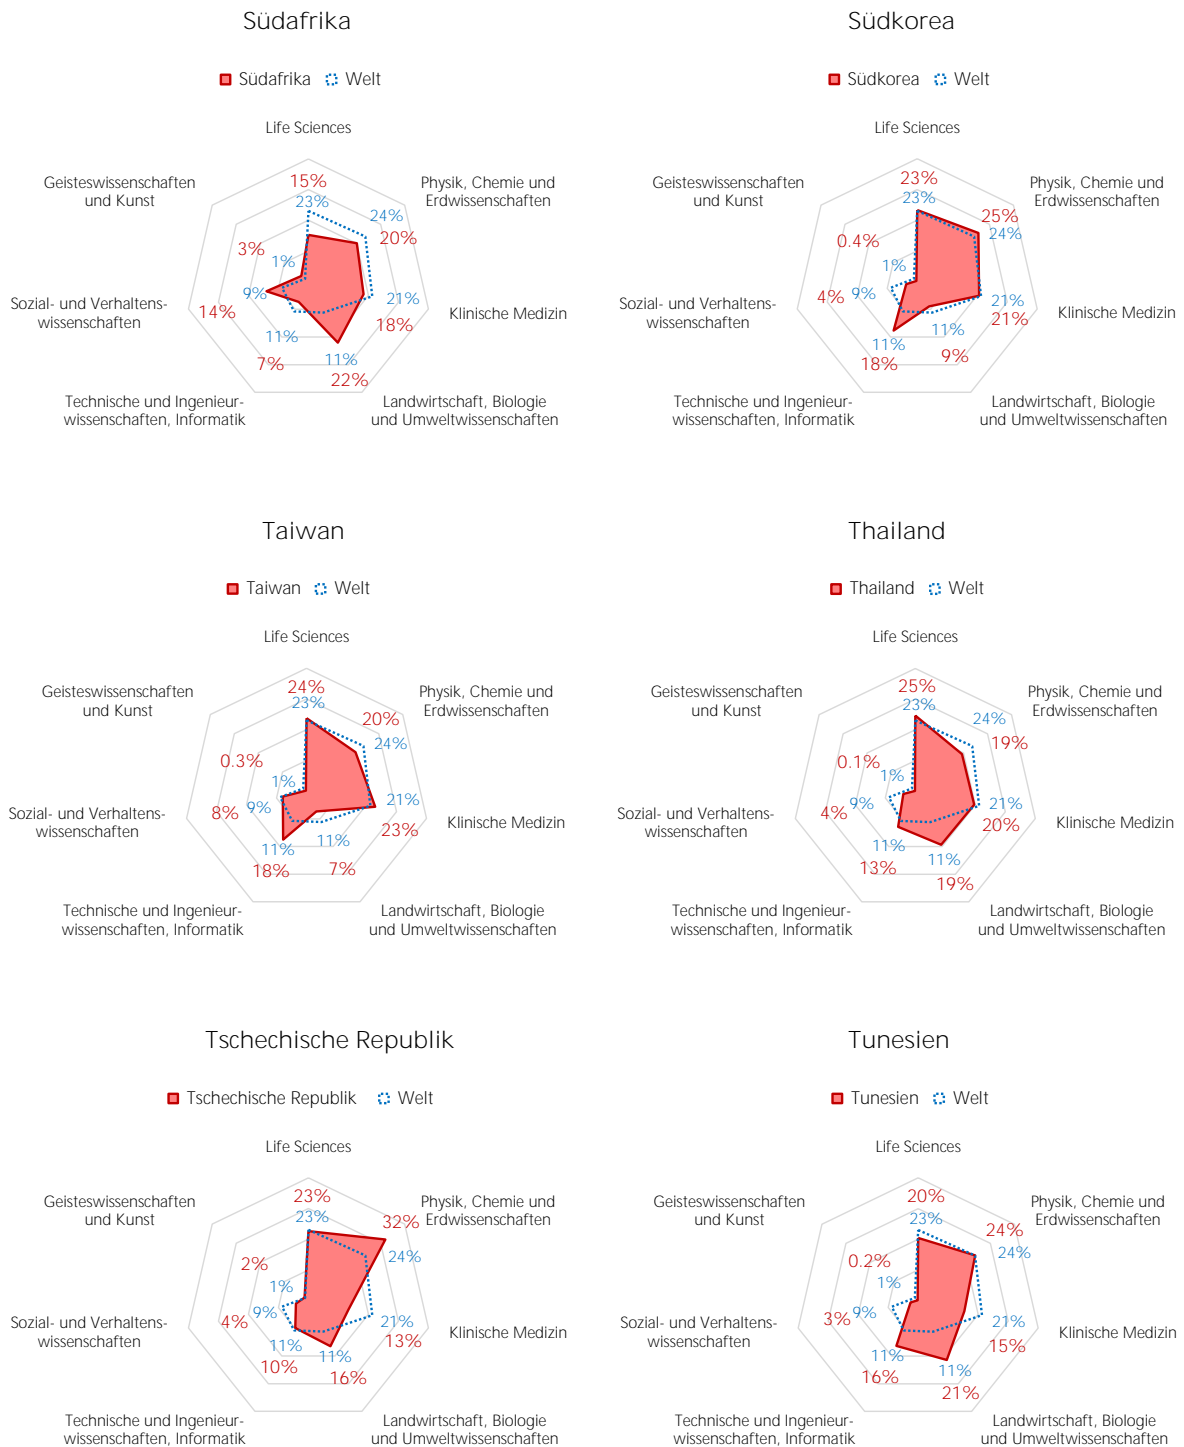 Südafrika
Südafrika Welt
Life Sciences
Geisteswissenschaften
und Kunst
Physik, Chemie und
Erdwissenschaften
15%
23%
24%
20%
3%
1%
Sozial- und Verhaltens-
wissenschaften
9%
14%
21%
18%
Klinische Medizin
11%
7%
11%
22%
Technische und Ingenieur-
wissenschaften, Informatik
Landwirtschaft, Biologie
und Umweltwissenschaften
Südkorea
Südkorea Welt
Life Sciences
Geisteswissenschaften
und Kunst
Physik, Chemie und
Erdwissenschaften
23%
23%
25%
24%
0.4%
1%
Sozial- und Verhaltens-
wissenschaften
4%
9%
21%
21%
Klinische Medizin
11%
18%
11%
9%
Technische und Ingenieur-
wissenschaften, Informatik
Landwirtschaft, Biologie
und Umweltwissenschaften
Taiwan
Taiwan Welt
Life Sciences
Geisteswissenschaften
und Kunst
Physik, Chemie und
Erdwissenschaften
24%
23%
20%
24%
0.3%
1%
Sozial- und Verhaltens-
wissenschaften
8%
9%
21%
23%
Klinische Medizin
11%
18%
11%
7%
Technische und Ingenieur-
wissenschaften, Informatik
Landwirtschaft, Biologie
und Umweltwissenschaften
Thailand
Thailand Welt
Life Sciences
Geisteswissenschaften
und Kunst
Physik, Chemie und
Erdwissenschaften
25%
23%
24%
19%
0.1%
1%
Sozial- und Verhaltens-
wissenschaften
4%
9%
21%
20%
Klinische Medizin
11%
13%
11%
19%
Technische und Ingenieur-
wissenschaften, Informatik
Landwirtschaft, Biologie
und Umweltwissenschaften
Tschechische Republik
Tschechische Republik Welt
Life Sciences
Geisteswissenschaften
und Kunst
Physik, Chemie und
Erdwissenschaften
23%
23%
32%
24%
2%
1%
Sozial- und Verhaltens-
wissenschaften
9%
4%
21%
13%
Klinische Medizin
11%
10%
11%
16%
Technische und Ingenieur-
wissenschaften, Informatik
Landwirtschaft, Biologie
und Umweltwissenschaften
Tunesien
Tunesien Welt
Life Sciences
Geisteswissenschaften
und Kunst
Physik, Chemie und
Erdwissenschaften
20%
23%
24%
24%
0.2%
1%
Sozial- und Verhaltens-
wissenschaften
3%
9%
21%
15%
Klinische Medizin
11%
16%
11%
21%
Technische und Ingenieur-
wissenschaften, Informatik
Landwirtschaft, Biologie
und Umweltwissenschaften